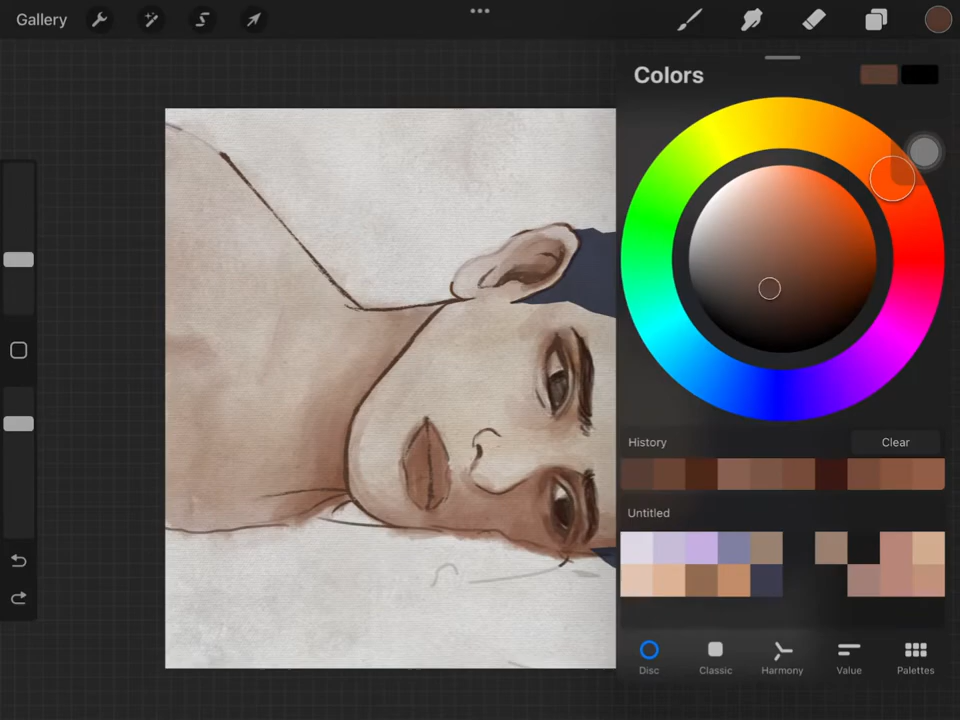 Gallery
Colors
History
Clear
Untitled
Disc
Classic
Harmony
Value
Palettes